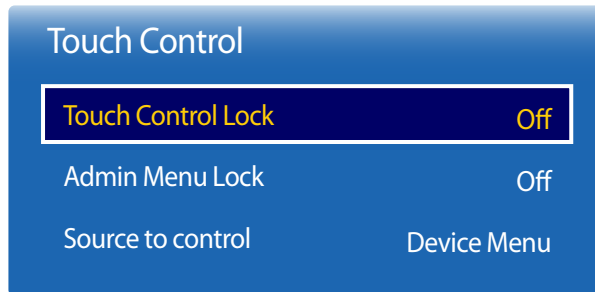 Touch Control
Touch Control Lock Off
Admin Menu Lock Off
Source to control Device Menu